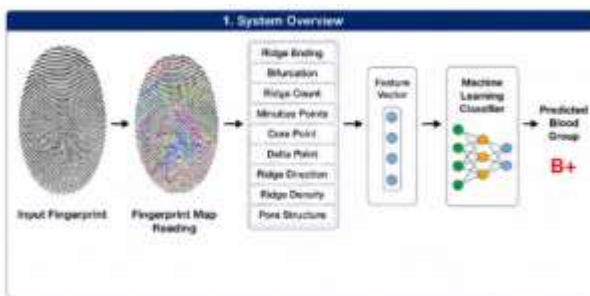 1. System Overview
Input Fingerprint
Fingerprint Map
Reading
Ridge Ending
Bifurcation
Ridge Count
Minutiae Points
Core Point
Delta Point
Ridge Direction
Ridge Density
Pore Structure
Feature
Vector
Machine
Learning
Classifier
Predicted
Blood
Group
B+